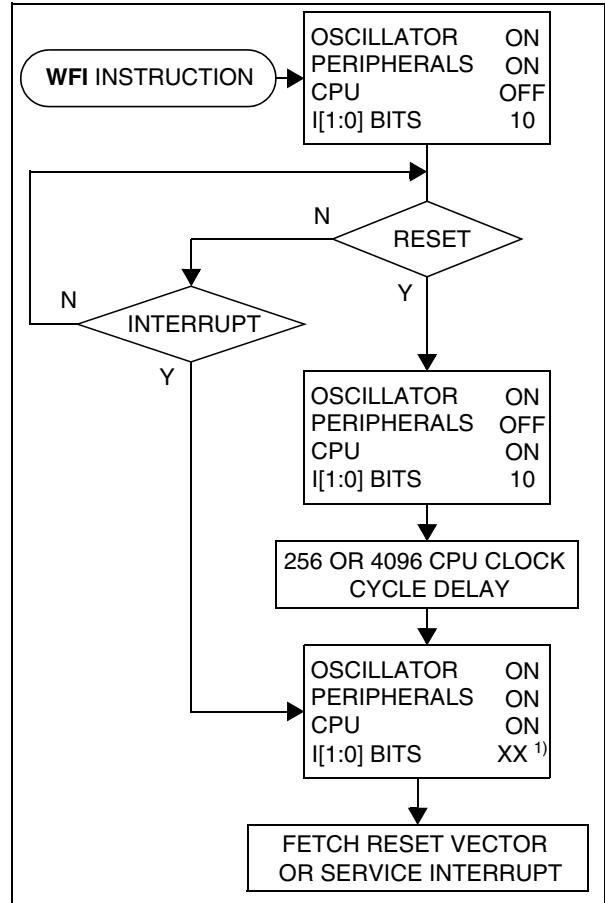 WFI INSTRUCTION
OSCILLATOR ON
PERIPHERALS ON
CPU OFF
I[1:0] BITS 10
N
RESET
Y
N
INTERRUPT
Y
OSCILLATOR ON
PERIPHERALS OFF
CPU ON
I[1:0] BITS 10
256 OR 4096 CPU CLOCK
CYCLE DELAY
OSCILLATOR ON
PERIPHERALS ON
CPU ON
I[1:0] BITS XX 1)
FETCH RESET VECTOR
OR SERVICE INTERRUPT